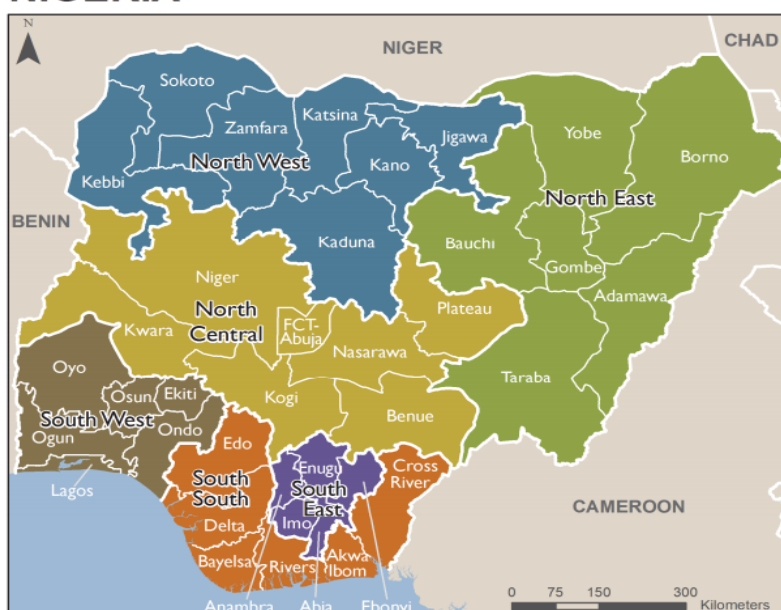 N
NIGER
CHAD
Sokoto
Katsina
Zamfara
Jigawa
Yobe
North West
Kano
Borno
Kebbi
North East
BENIN
Kaduna
Bauchi
Niger
Gombe
Adamawa
North
Central
Plateau
FCT-
Abuja
Kwara
Nasarawa
Oyo
Taraba
Osun
Ekiti
Kogi
Benue
South West
Ogun
Ondo
Edo
Enugu
Cross
River
South
South
South
East
Lagos
Delta
Imo
CAMEROON
Bayelsa
Rivers
Akwa
Ibom
0 75 150 300
Kilometers
Anambra
Abia
Ebonyi